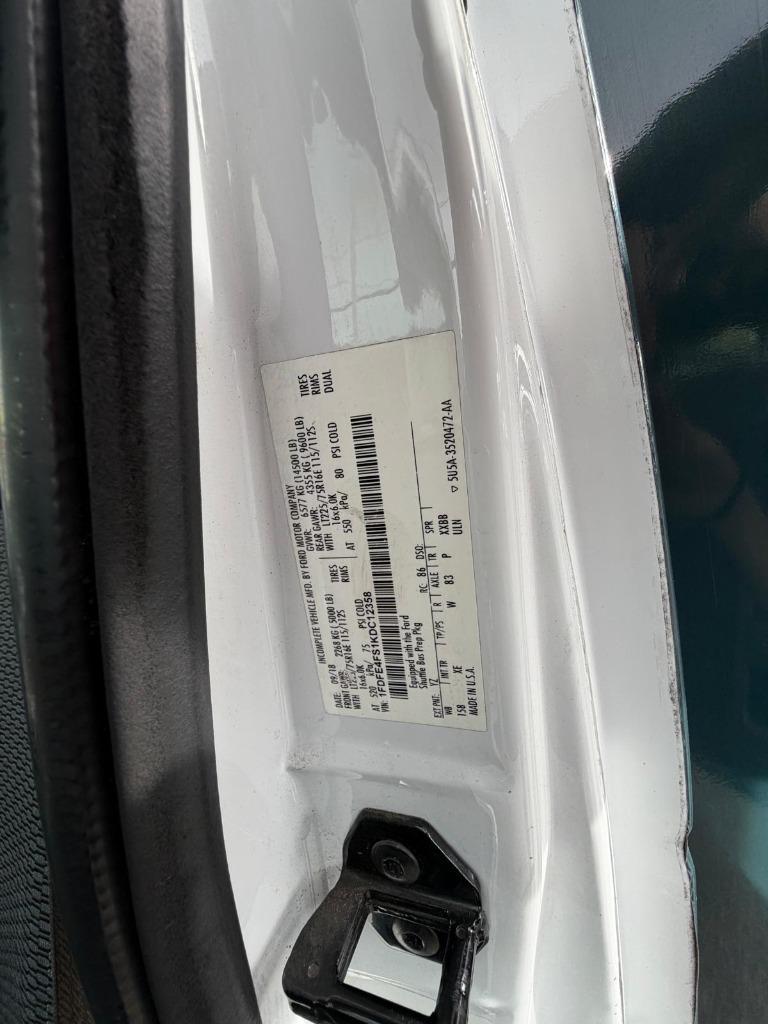 INCOMPLETE VEHICLE MFD. BY FORD MOTOR COMPANY
DATE: 09/18 GVWR: 6577 KG (14500 LB)
FRONT GAWR: 2268 KG (5000 LB) REAR GAWR: 4355 KG (9600 LB)
WITH LT225/75R16E 115/112S TIRES WITH LT225/75R16E 115/112S TIRES
16x6.0K RIMS 16x6.0K RIMS
AT 520 kPa/ 75 PSI COLD AT 550 kPa/ 80 PSI COLD DUAL
VIN: 1FDFE4FS1KDC12358
Equipped with the Ford
Shuttle Bus Prep Pkg
EXT PNT: YZ RC: 86 DSO:
WB INT TR TP/PS R AXLE TR SPR
158 XE W 83 P XXBB
MADE IN U.S.A. ULN
▽ 5U5A-3520472-AA